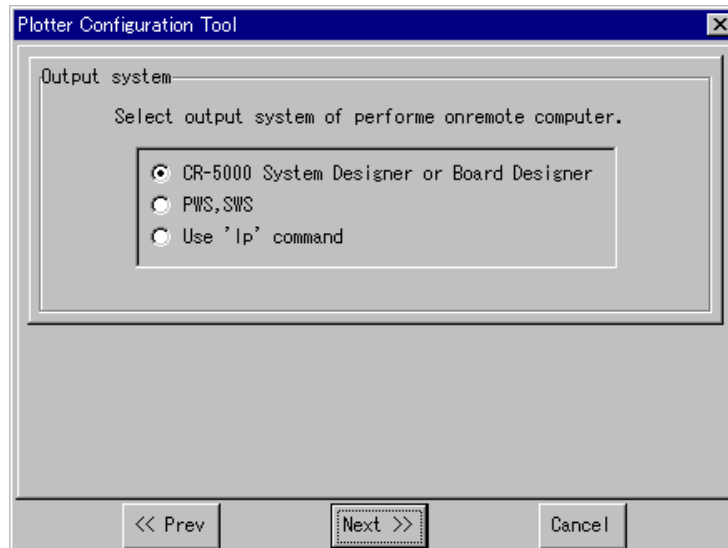 Plotter Configuration Tool
Output system
Select output system of performe onremote computer.
CR-5000 System Designer or Board Designer
PWS,SWS
Use 'lp' command
<< Prev
Next >>
Cancel